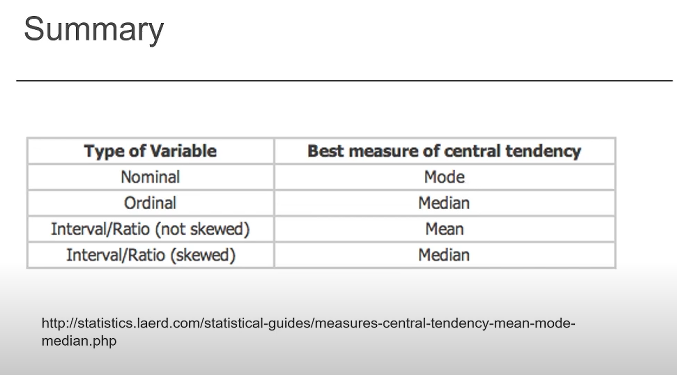 Summary
Type of Variable Best measure of central tendency
Nominal Mode
Ordinal Median
Interval/Ratio (not skewed) Mean
Interval/Ratio (skewed) Median
http://statistics.laerd.com/statistical-guides/measures-central-tendency-mean-mode-
median.php